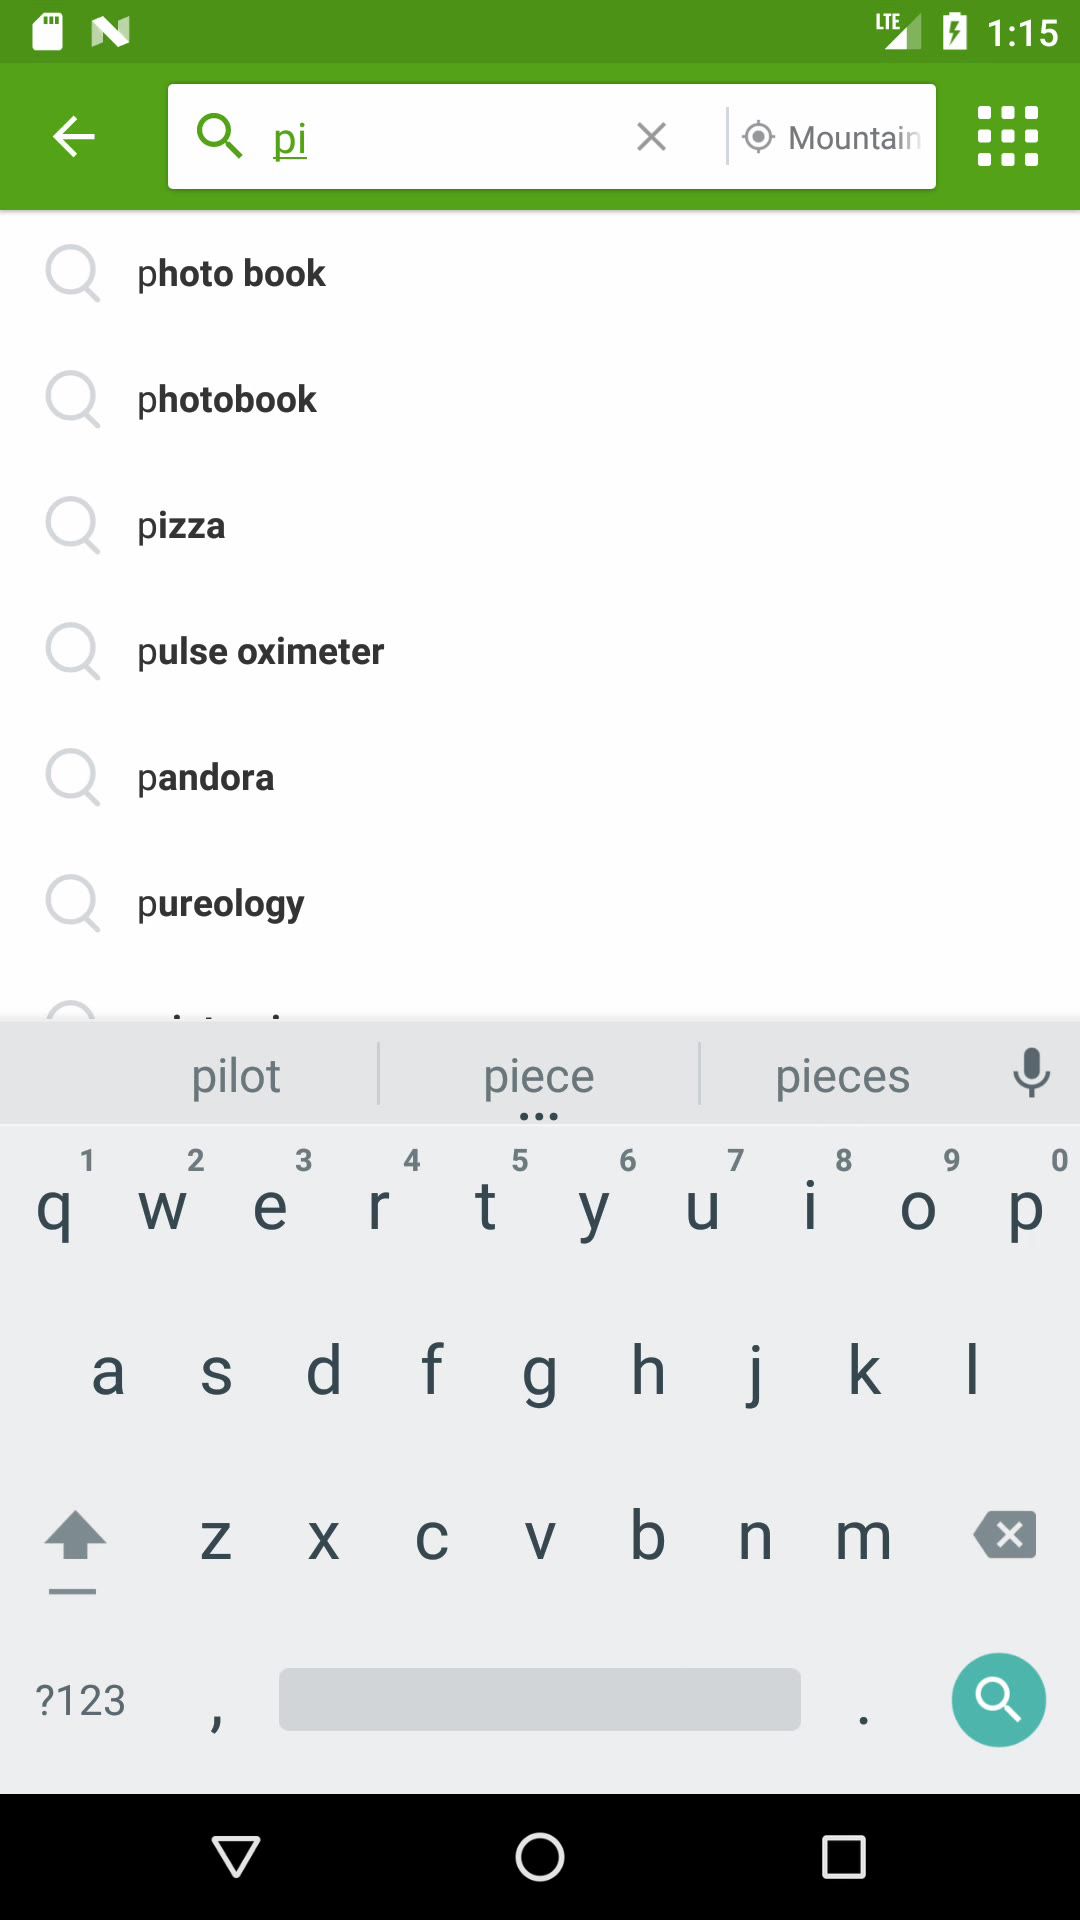 LTE 1:15
pi Mountain
photo book
photobook
pizza
pulse oximeter
pandora
pureology
pilot piece pieces
1 2 3 4 5 6 7 8 9 0
q w e r t y u i o p
a s d f g h j k l
z x c v b n m
?123 , .